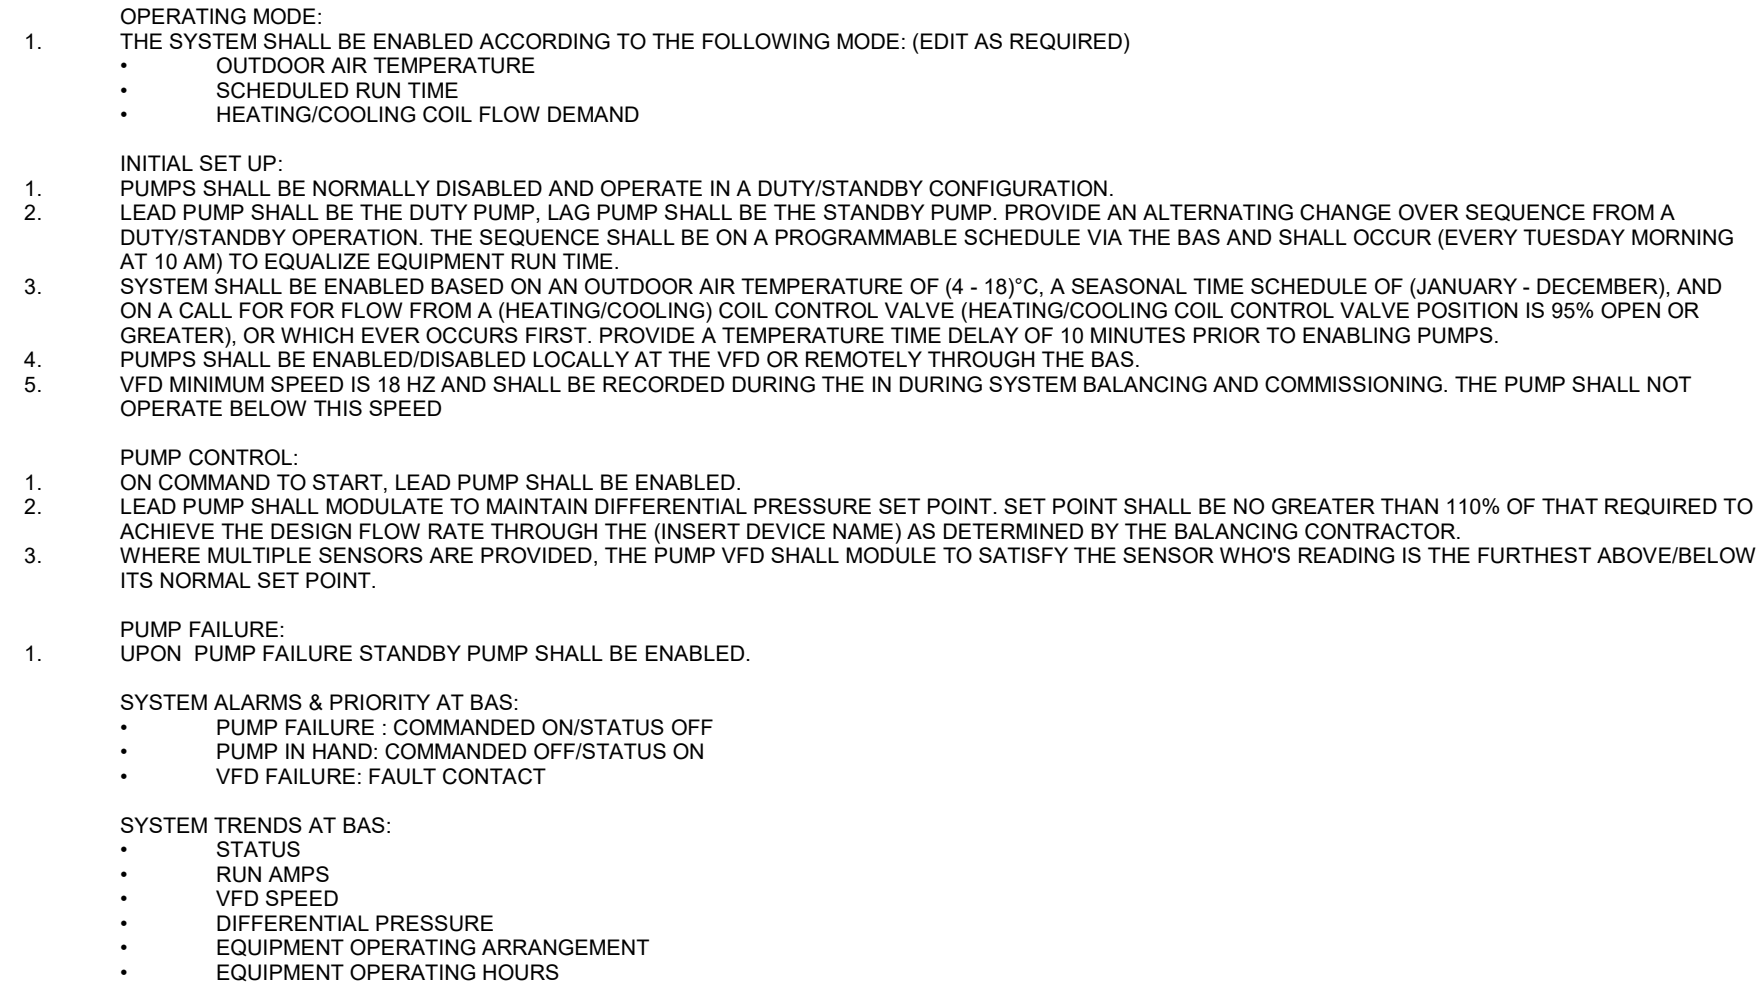 OPERATING MODE:
1. THE SYSTEM SHALL BE ENABLED ACCORDING TO THE FOLLOWING MODE: (EDIT AS REQUIRED)
• OUTDOOR AIR TEMPERATURE
• SCHEDULED RUN TIME
• HEATING/COOLING COIL FLOW DEMAND
INITIAL SET UP:
1. PUMPS SHALL BE NORMALLY DISABLED AND OPERATE IN A DUTY/STANDBY CONFIGURATION.
2. LEAD PUMP SHALL BE THE DUTY PUMP, LAG PUMP SHALL BE THE STANDBY PUMP. PROVIDE AN ALTERNATING CHANGE OVER SEQUENCE FROM A
DUTY/STANDBY OPERATION. THE SEQUENCE SHALL BE ON A PROGRAMMABLE SCHEDULE VIA THE BAS AND SHALL OCCUR (EVERY TUESDAY MORNING
AT 10 AM) TO EQUALIZE EQUIPMENT RUN TIME.
3. SYSTEM SHALL BE ENABLED BASED ON AN OUTDOOR AIR TEMPERATURE OF (4 - 18)°C, A SEASONAL TIME SCHEDULE OF (JANUARY - DECEMBER), AND
ON A CALL FOR FOR FLOW FROM A (HEATING/COOLING) COIL CONTROL VALVE (HEATING/COOLING COIL CONTROL VALVE POSITION IS 95% OPEN OR
GREATER), OR WHICH EVER OCCURS FIRST. PROVIDE A TEMPERATURE TIME DELAY OF 10 MINUTES PRIOR TO ENABLING PUMPS.
4. PUMPS SHALL BE ENABLED/DISABLED LOCALLY AT THE VFD OR REMOTELY THROUGH THE BAS.
5. VFD MINIMUM SPEED IS 18 HZ AND SHALL BE RECORDED DURING THE IN DURING SYSTEM BALANCING AND COMMISSIONING. THE PUMP SHALL NOT
OPERATE BELOW THIS SPEED
PUMP CONTROL:
1. ON COMMAND TO START, LEAD PUMP SHALL BE ENABLED.
2. LEAD PUMP SHALL MODULATE TO MAINTAIN DIFFERENTIAL PRESSURE SET POINT. SET POINT SHALL BE NO GREATER THAN 110% OF THAT REQUIRED TO
ACHIEVE THE DESIGN FLOW RATE THROUGH THE (INSERT DEVICE NAME) AS DETERMINED BY THE BALANCING CONTRACTOR.
3. WHERE MULTIPLE SENSORS ARE PROVIDED, THE PUMP VFD SHALL MODULE TO SATISFY THE SENSOR WHO'S READING IS THE FURTHEST ABOVE/BELOW
ITS NORMAL SET POINT.
PUMP FAILURE:
1. UPON  PUMP FAILURE STANDBY PUMP SHALL BE ENABLED.
SYSTEM ALARMS & PRIORITY AT BAS:
• PUMP FAILURE : COMMANDED ON/STATUS OFF
• PUMP IN HAND: COMMANDED OFF/STATUS ON
• VFD FAILURE: FAULT CONTACT
SYSTEM TRENDS AT BAS:
• STATUS
• RUN AMPS
• VFD SPEED
• DIFFERENTIAL PRESSURE
• EQUIPMENT OPERATING ARRANGEMENT
• EQUIPMENT OPERATING HOURS